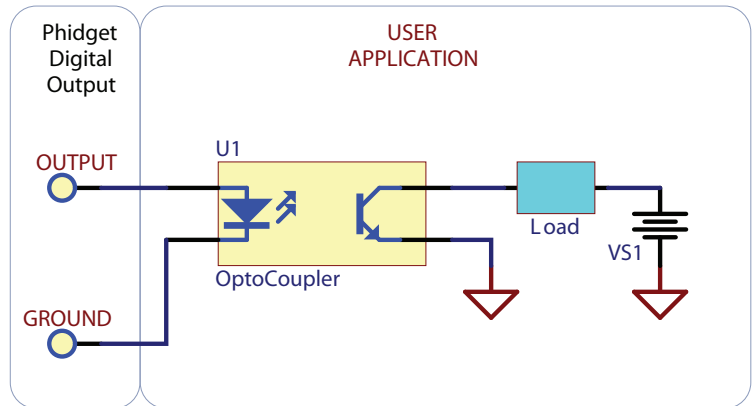 Phidget
Digital
Output
USER
APPLICATION
OUTPUT
U1
OptoCoupler
Load
VS1
GROUND